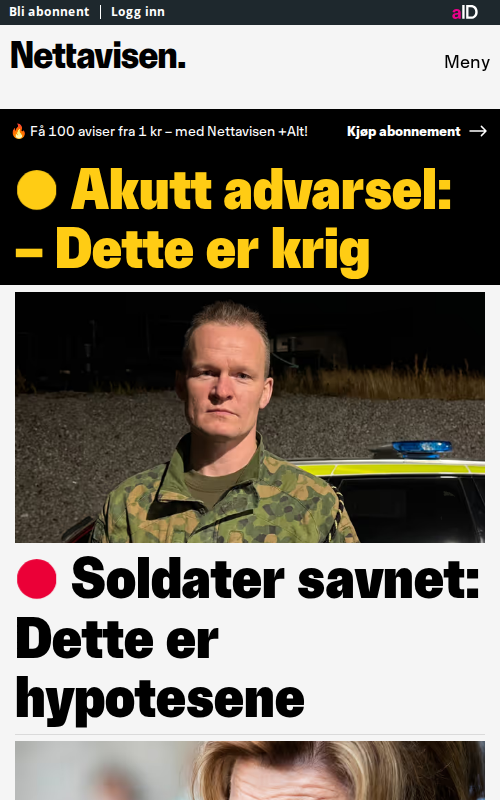 Bli abonnent | Logg inn
aID
Nettavisen.
Meny
🔥 Få 100 aviser fra 1 kr – med Nettavisen +Alt!
Kjøp abonnement →
Akutt advarsel:
– Dette er krig
Soldater savnet:
Dette er
hypotesene